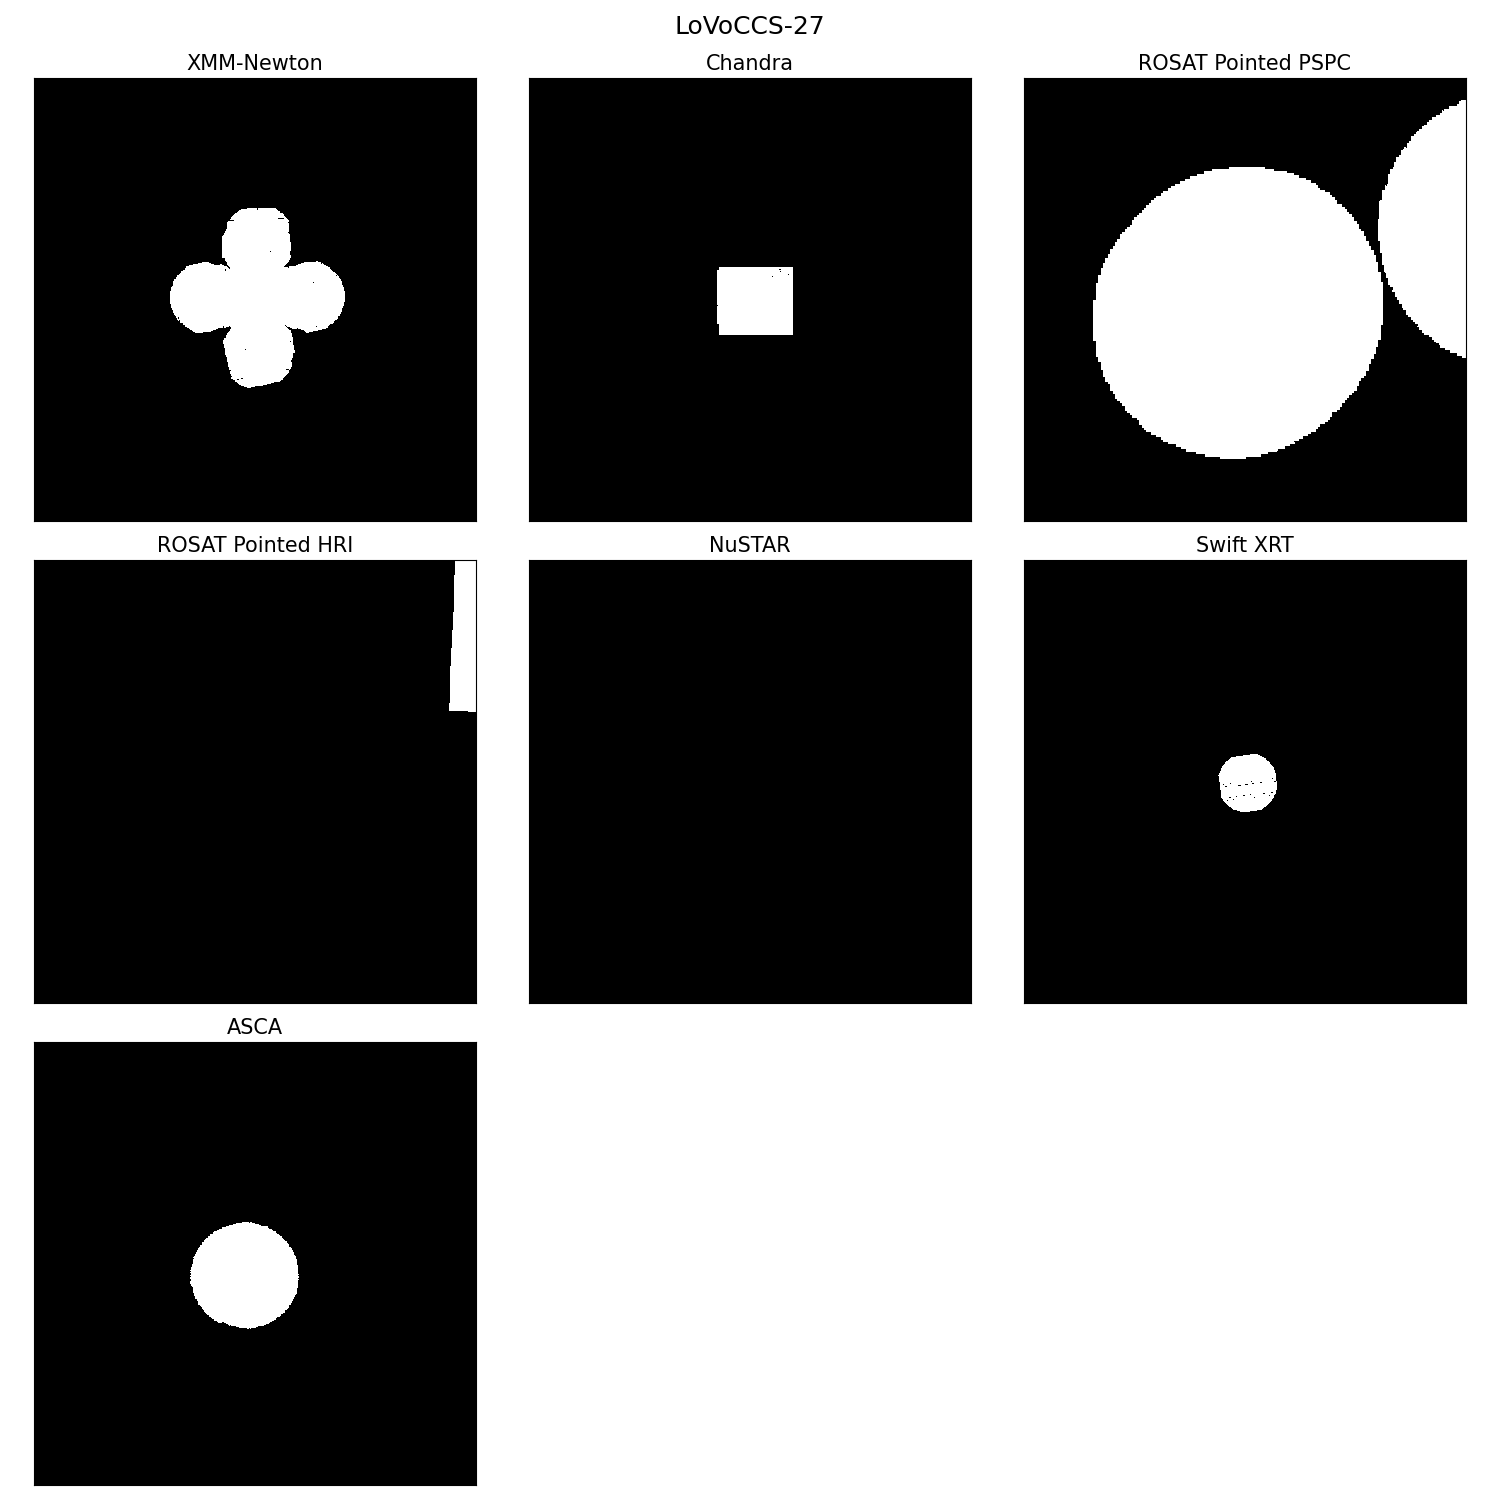 LoVoCCS-27
XMM-Newton
Chandra
ROSAT Pointed PSPC
ROSAT Pointed HRI
NuSTAR
Swift XRT
ASCA